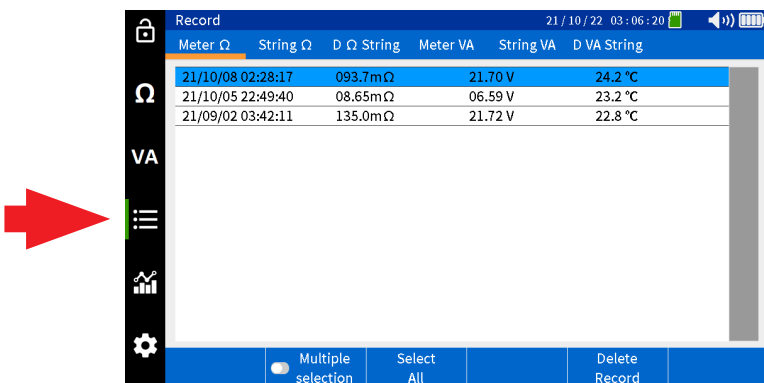 Record 21/10/22 03:06:20
Meter Ω String Ω D Ω String Meter VA String VA D VA String
21/10/08 02:28:17 093.7mΩ 21.70 V 24.2 ℃
21/10/05 22:49:40 08.65mΩ 06.59 V 23.2 ℃
21/09/02 03:42:11 135.0mΩ 21.72 V 22.8 ℃
Ω
VA
Multiple selection
Select All
Delete Record